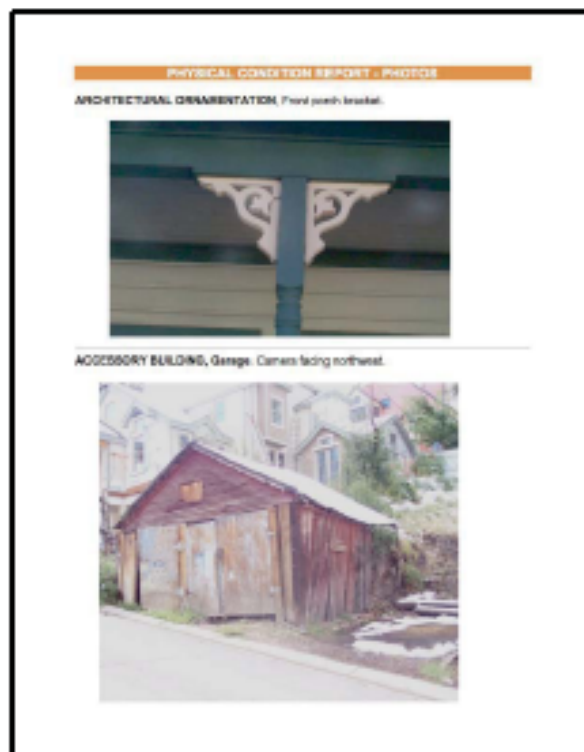 PHYSICAL CONDITION REPORT - PHOTOS
ARCHITECTURAL ORNAMENTATION, Front porch bracket.
ACCESSORY BUILDING, Garage. Camera facing northwest.